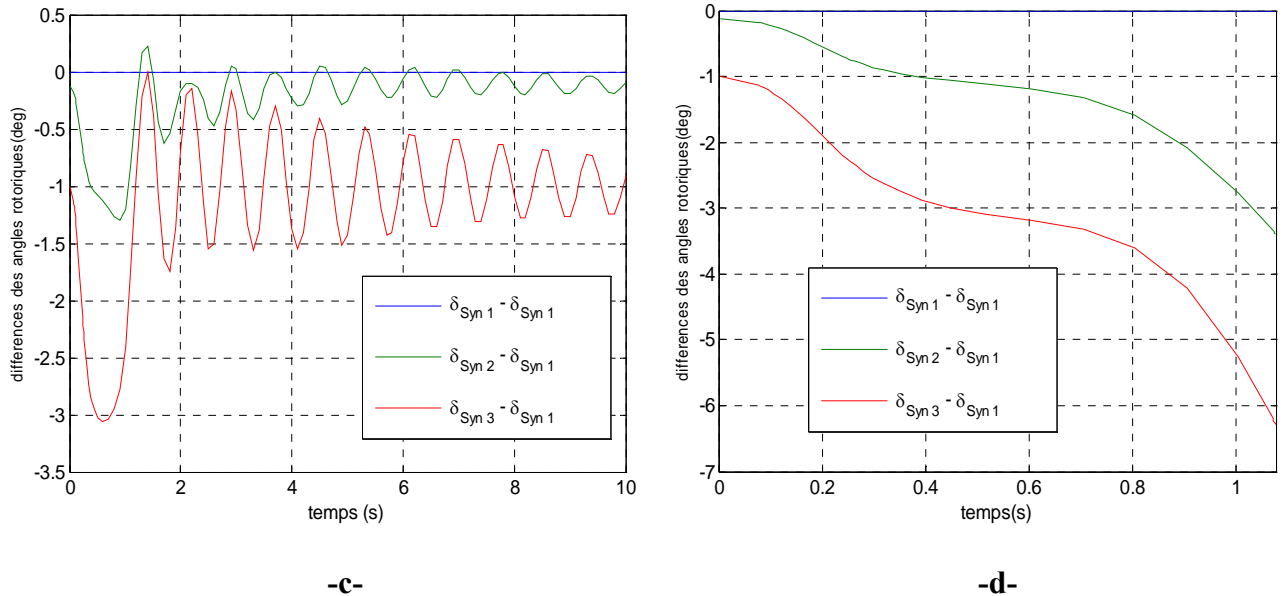 differences des angles rotoriques(deg)
0.5
0
-0.5
-1
-1.5
-2
-2.5
-3
-3.5
0 2 4 6 8 10
temps (s)
δSyn 1 - δSyn 1
δSyn 2 - δSyn 1
δSyn 3 - δSyn 1
-c-
differences des angles rotoriques(deg)
0
-1
-2
-3
-4
-5
-6
-7
0 0.2 0.4 0.6 0.8 1
temps(s)
δSyn 1 - δSyn 1
δSyn 2 - δSyn 1
δSyn 3 - δSyn 1
-d-